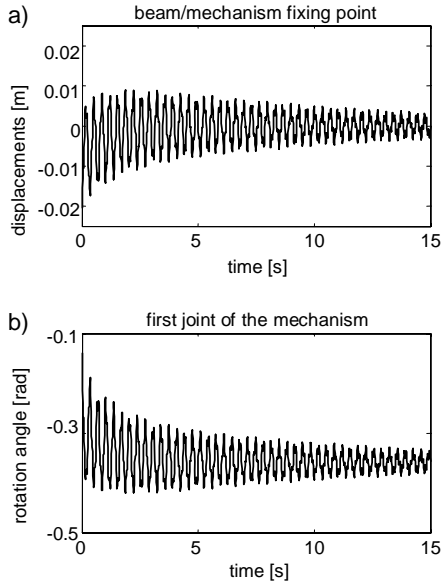 a)
beam/mechanism fixing point
displacements [m]
0.02
0.01
0
-0.01
-0.02
0 5 10 15
time [s]
b)
first joint of the mechanism
rotation angle [rad]
-0.1
-0.3
-0.5
0 5 10 15
time [s]